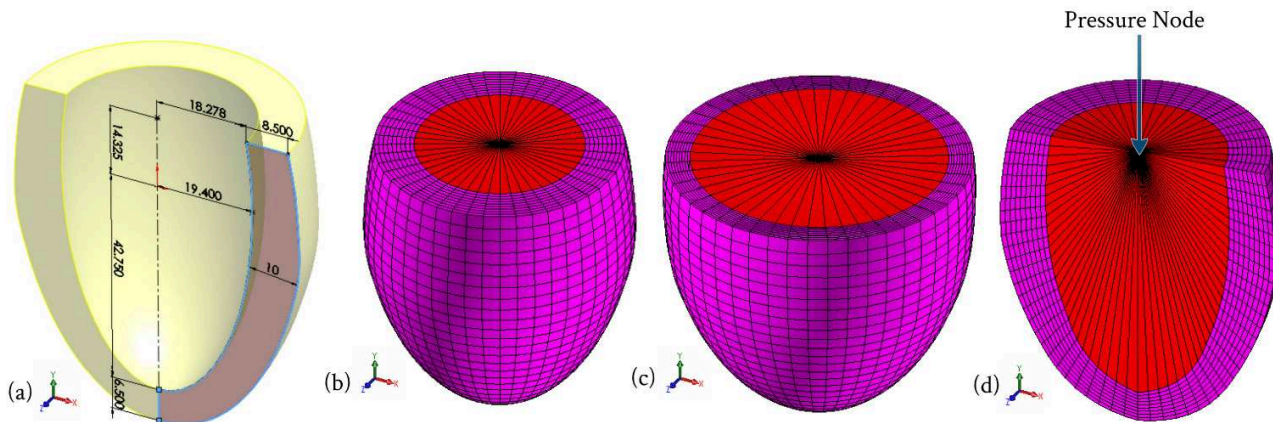 Pressure Node
18.278
8.500
14.325
19.400
42.750
10
6.500
(a)
Y
X
Z
(b)
Y
X
Z
(c)
Y
X
Z
(d)
Y
X
Z